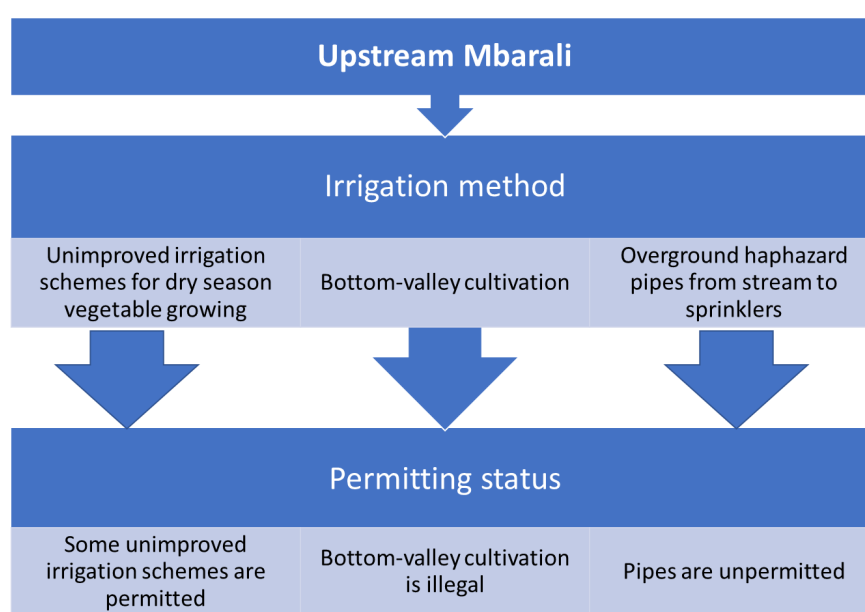 Upstream Mbarali
Irrigation method
Unimproved irrigation
schemes for dry season
vegetable growing
Bottom-valley cultivation
Overground haphazard
pipes from stream to
sprinklers
Permitting status
Some unimproved
irrigation schemes are
permitted
Bottom-valley cultivation
is illegal
Pipes are unpermitted